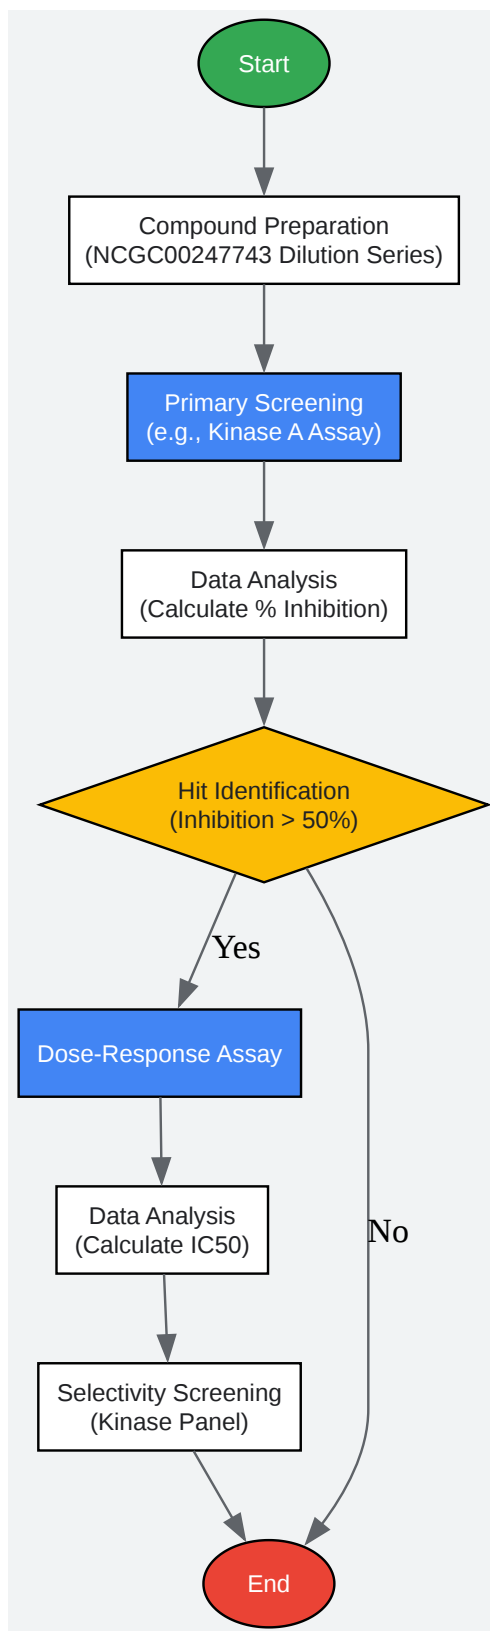 Start
Compound Preparation
(NCGC00247743 Dilution Series)
Primary Screening
(e.g., Kinase A Assay)
Data Analysis
(Calculate % Inhibition)
Hit Identification
(Inhibition > 50%)
Yes
Dose-Response Assay
Data Analysis
(Calculate IC50)
No
Selectivity Screening
(Kinase Panel)
End